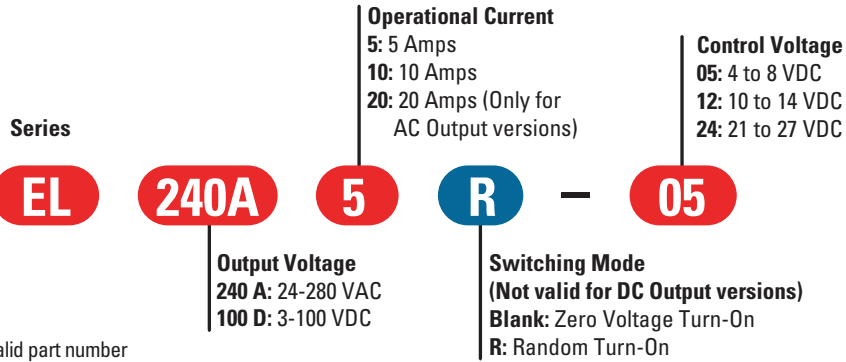 Operational Current
5: 5 Amps
10: 10 Amps
20: 20 Amps (Only for
AC Output versions)
Control Voltage
05: 4 to 8 VDC
12: 10 to 14 VDC
24: 21 to 27 VDC
Series
EL 240A 5 R – 05
Output Voltage
240 A: 24-280 VAC
100 D: 3-100 VDC
Switching Mode
(Not valid for DC Output versions)
Blank: Zero Voltage Turn-On
R: Random Turn-On
part number